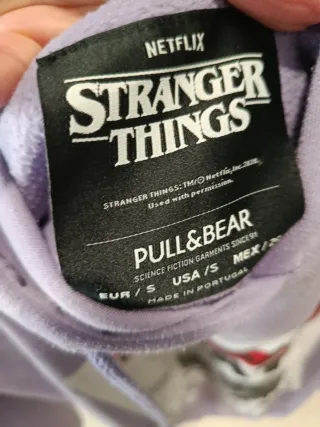 NETFLIX
STRANGER
THINGS
STRANGER THINGS: TM/© Netflix, Inc.
Used with permission.
PULL&BEAR
SCIENCE FICTION GARMENTS SINCE 91
EUR / S USA / S MEX /
MADE IN PORTUGAL